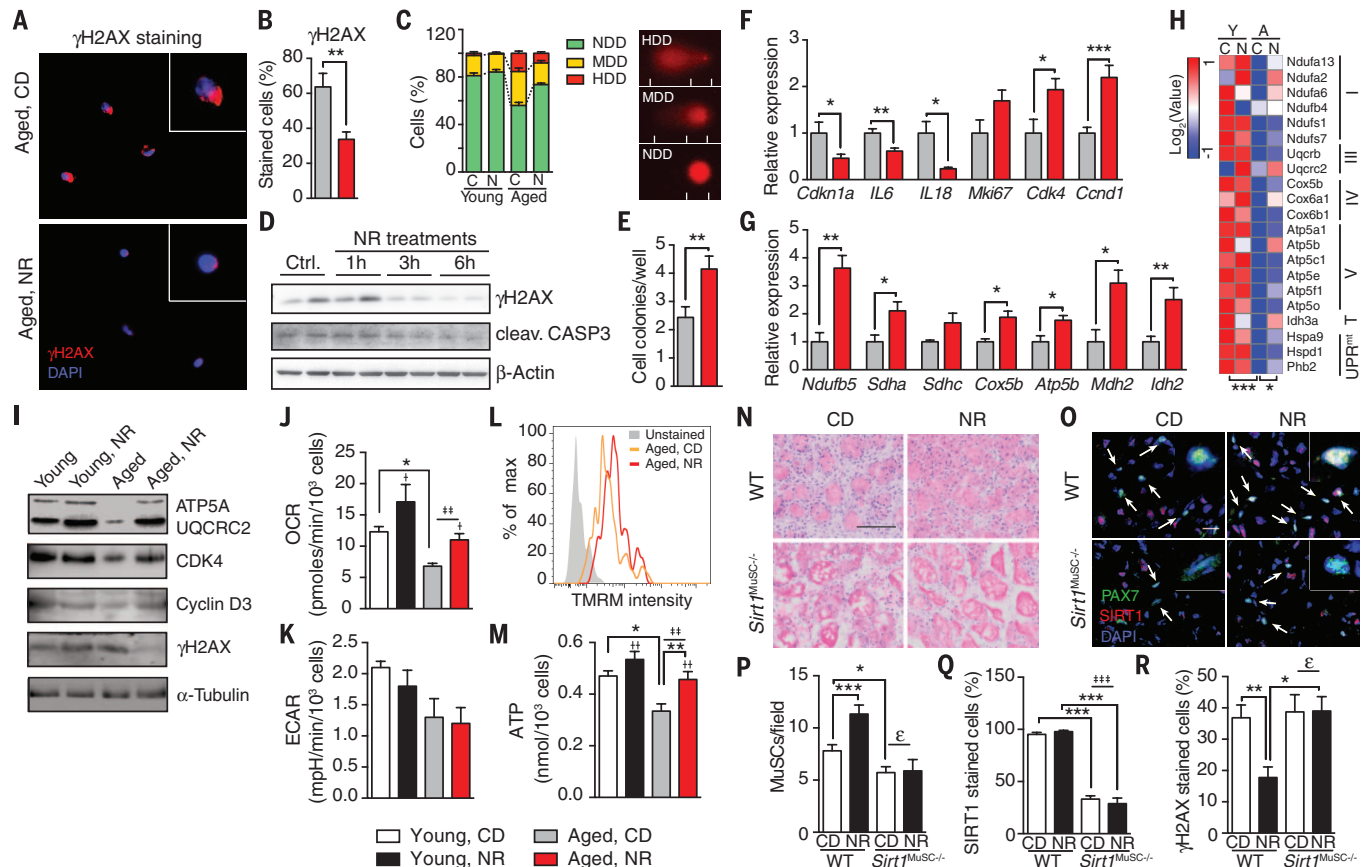 A
γH2AX staining
Aged, CD
Aged, NR
γH2AX
DAPI
B
γH2AX
**
Stained cells (%)
80
60
40
20
0
C
Cells (%)
120
80
40
0
C N C N
Young Aged
NDD
MDD
HDD
HDD
MDD
NDD
D
NR treatments
Ctrl. 1h 3h 6h
γH2AX
cleav. CASP3
β-Actin
E
**
Cell colonies/well
5
4
3
2
1
0
F
Relative expression
3
2
1
0
* ** * * ***
Cdkn1a IL6 IL18 Mki67 Cdk4 Ccnd1
G
Relative expression
5
4
3
2
1
0
** * * * * **
Ndufb5 Sdha Sdhc Cox5b Atp5b Mdh2 Idh2
H
Y A
C N C N
1
Log2(Value)
-1
Ndufa13
Ndufa2
Ndufa6
Ndufb4
Ndufs1
Ndufs7
Uqcrb
Uqcrc2
Cox5b
Cox6a1
Cox6b1
Atp5a1
Atp5b
Atp5c1
Atp5e
Atp5f1
Atp5o
Idh3a
Hspa9
Hspd1
Phb2
I
III
IV
V
T
UPRmt
*** *
I
Young
Young, NR
Aged
Aged, NR
ATP5A
UQCRC2
CDK4
Cyclin D3
γH2AX
α-Tubulin
J
OCR
(pmoles/min/10³ cells)
20
15
10
5
0
* † ‡‡ †
K
ECAR
(mpH/min/10³ cells)
2.5
2.0
1.5
1.0
0.5
0.0
L
% of max
100
80
60
40
20
0
Unstained
Aged, CD
Aged, NR
TMRM intensity
M
ATP
(nmol/10³ cells)
0.6
0.4
0.2
0.0
* ‡‡
†† ** ††
Young, CD
Young, NR
Aged, CD
Aged, NR
N
CD NR
WT
Sirt1MuSC-/-
O
CD NR
WT
Sirt1MuSC-/-
PAX7
SIRT1
DAPI
P
MuSCs/field
15
10
5
0
*
***
ε
CD NR CD NR
WT Sirt1MuSC-/-
Q
SIRT1 stained cells (%)
150
100
50
0
‡‡‡
***
***
CD NR CD NR
WT Sirt1MuSC-/-
R
γH2AX stained cells (%)
50
40
30
20
10
0
ε
** *
CD NR CD NR
WT Sirt1MuSC-/-